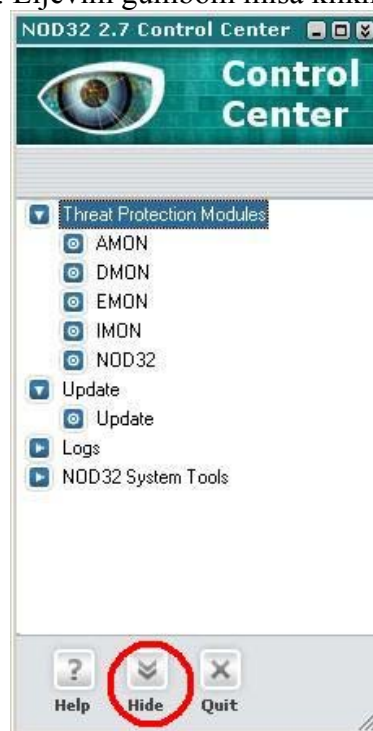 NOD32 2.7 Control Center
Control
Center
Threat Protection Modules
AMON
DMON
EMON
IMON
NOD32
Update
Update
Logs
NOD32 System Tools
?
Help Hide Quit